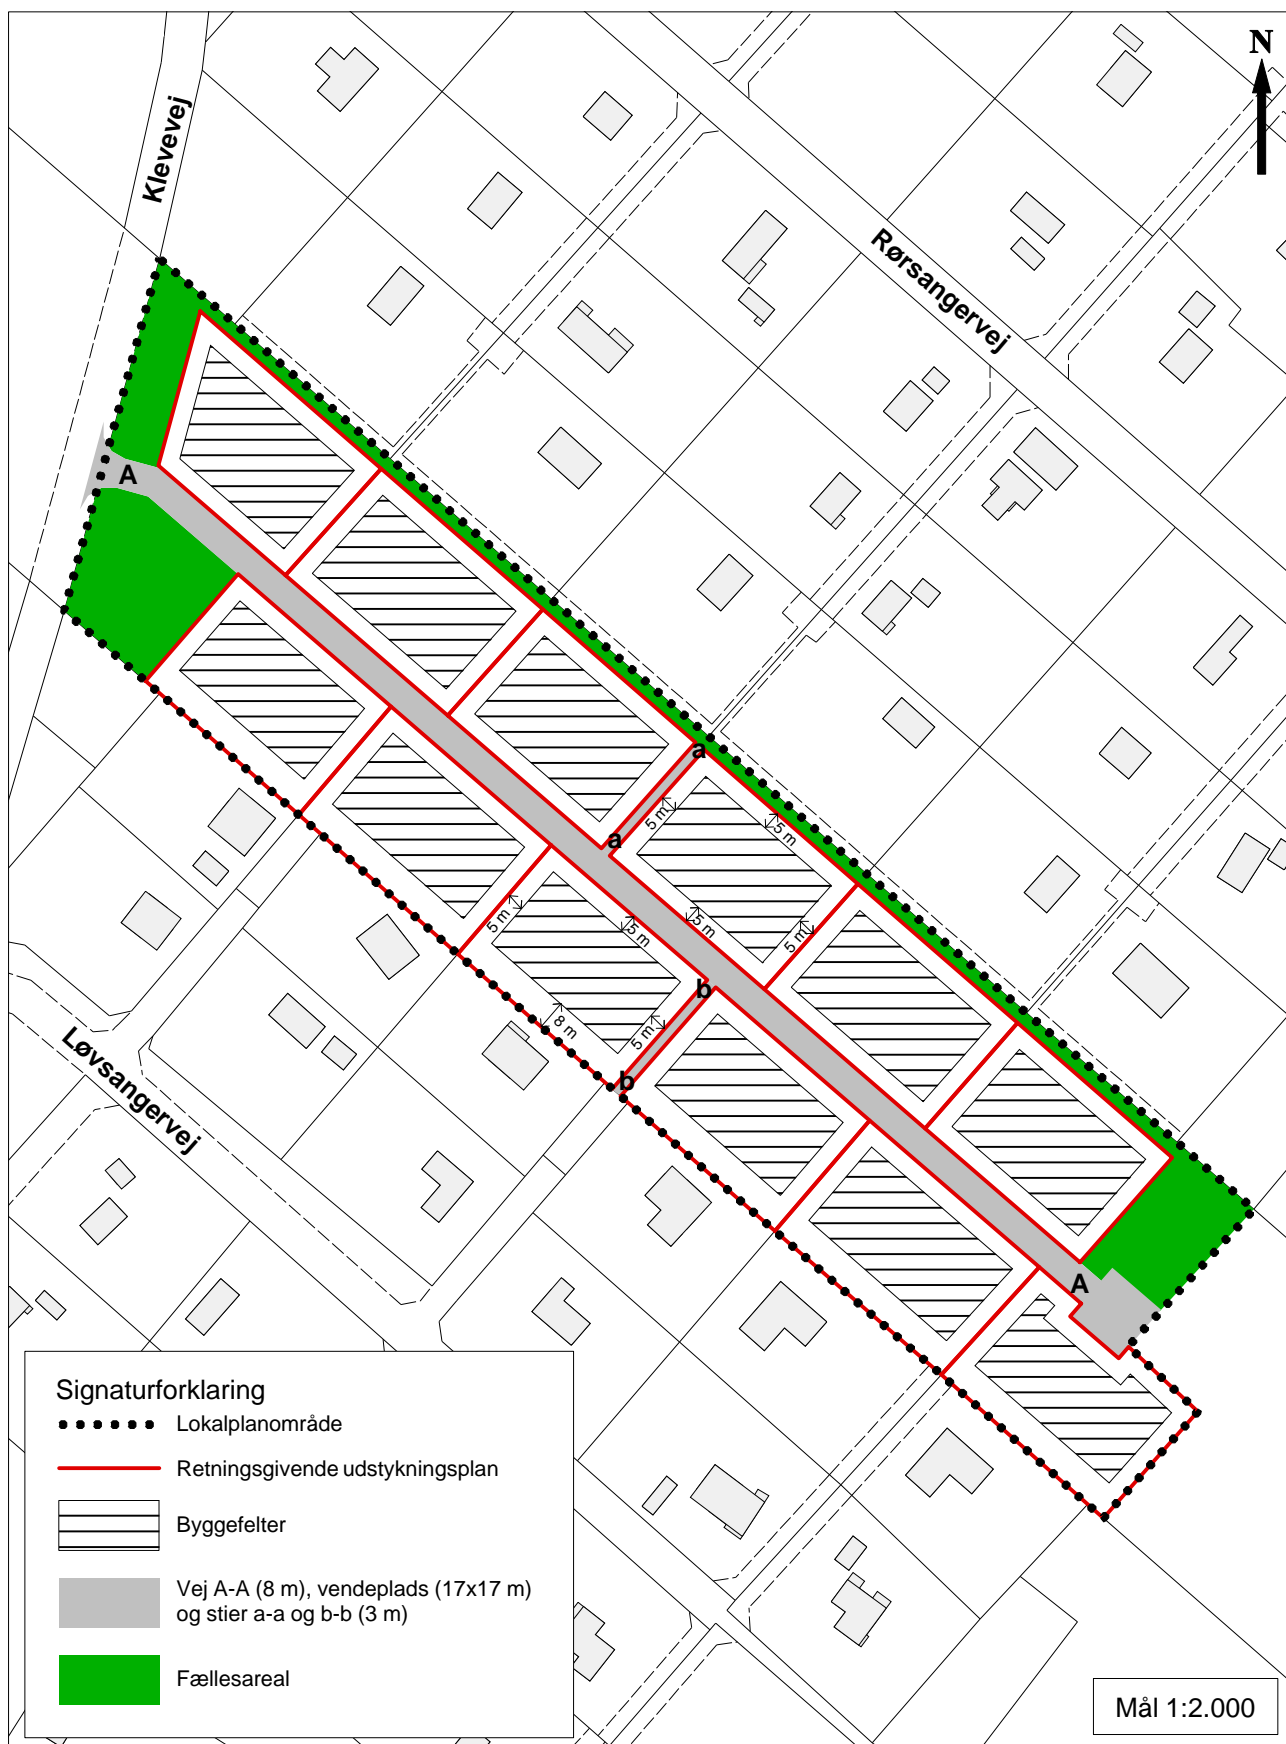 N
Klevevej
Rørsangervej
A
a
5 m
5 m
a
5 m
5 m
5 m
5 m
b
8 m
5 m
b
Løvsangervej
A
Signaturforklaring
Lokalplanområde
Retningsgivende udstykningsplan
Byggefelter
Vej A-A (8 m), vendeplads (17x17 m)
og stier a-a og b-b (3 m)
Fællesareal
Mål 1:2.000